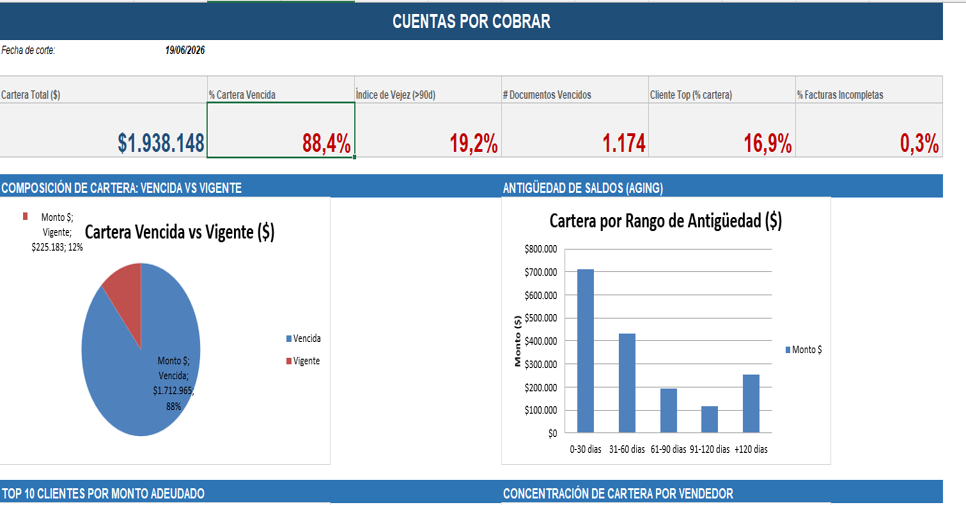 CUENTAS POR COBRAR
Fecha de corte: 19/06/2026
Cartera Total ($) % Cartera Vencida Índice de Vejez (>90d) # Documentos Vencidos Cliente Top (% cartera) % Facturas Incompletas
$1.938.148 88,4% 19,2% 1.174 16,9% 0,3%
COMPOSICIÓN DE CARTERA: VENCIDA VS VIGENTE
Cartera Vencida vs Vigente ($)
Monto $;
Vigente;
$225.183; 12%
Monto $;
Vencida;
$1.712.965;
88%
Vencida
Vigente
ANTIGÜEDAD DE SALDOS (AGING)
Cartera por Rango de Antigüedad ($)
Monto ($)
$800.000
$700.000
$600.000
$500.000
$400.000
$300.000
$200.000
$100.000
$0
0-30 dias 31-60 dias 61-90 dias 91-120 dias +120 dias
Monto $
TOP 10 CLIENTES POR MONTO ADEUDADO
CONCENTRACIÓN DE CARTERA POR VENDEDOR